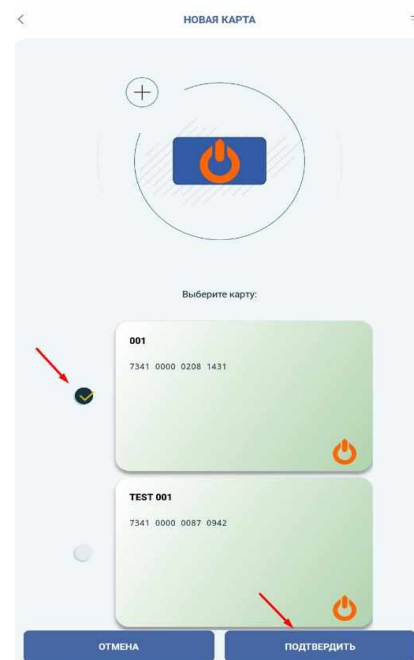 НОВАЯ КАРТА
Выберите карту:
001
7341 0000 0208 1431
TEST 001
7341 0000 0087 0942
ОТМЕНА
ПОДТВЕРДИТЬ